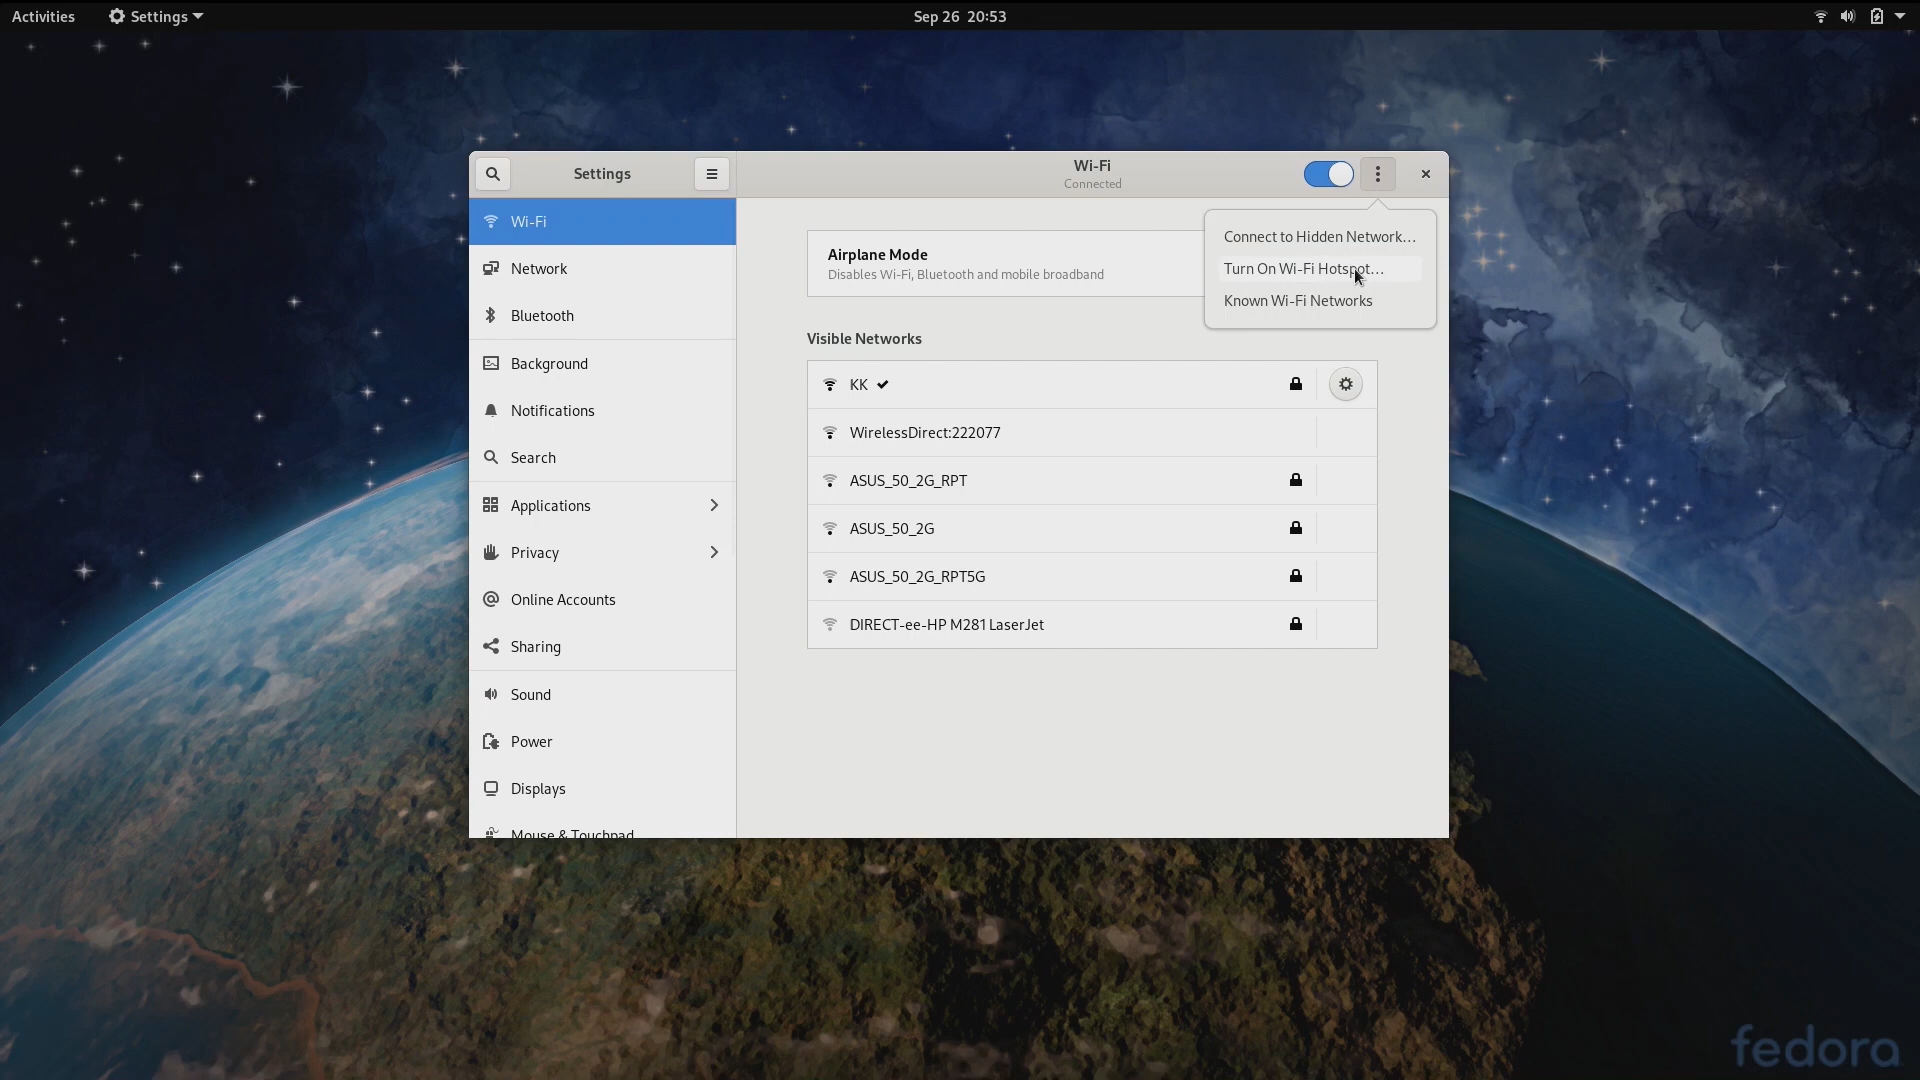 Activities
Settings
Sep 26 20:53
Settings
Wi-Fi
Connected
Wi-Fi
Network
Bluetooth
Background
Notifications
Search
Applications
Privacy
Online Accounts
Sharing
Sound
Power
Displays
Mouse & Touchpad
Connect to Hidden Network…
Turn On Wi-Fi Hotspot…
Known Wi-Fi Networks
Airplane Mode
Disables Wi-Fi, Bluetooth and mobile broadband
Visible Networks
KK
WirelessDirect:222077
ASUS_50_2G_RPT
ASUS_50_2G
ASUS_50_2G_RPT5G
DIRECT-ee-HP M281 LaserJet
fedora